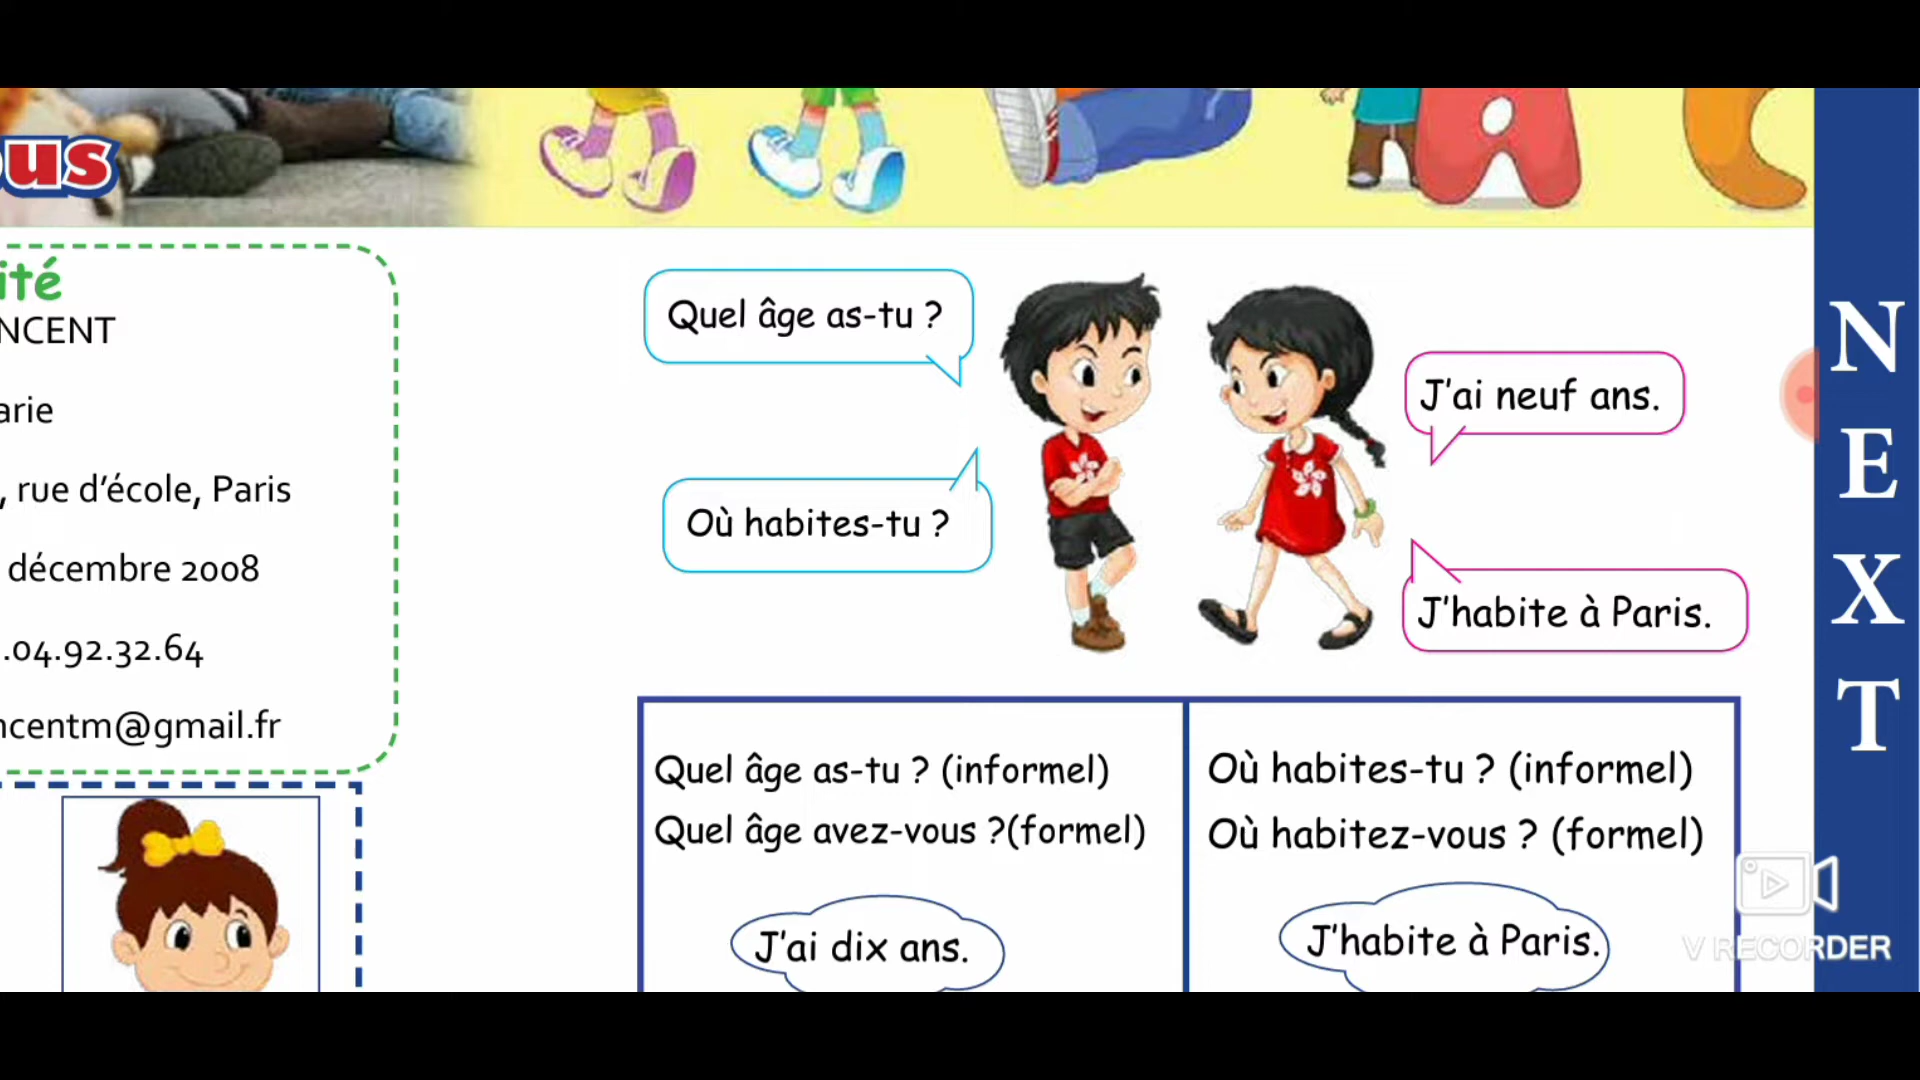 ous
ité
NCENT
arie
, rue d’école, Paris
décembre 2008
.04.92.32.64
ncentm@gmail.fr
Quel âge as-tu ?
J’ai neuf ans.
Où habites-tu ?
J’habite à Paris.
Quel âge as-tu ? (informel)
Quel âge avez-vous ?(formel)
J’ai dix ans.
Où habites-tu ? (informel)
Où habitez-vous ? (formel)
J’habite à Paris.
A
C
NEXT
V RECORDER